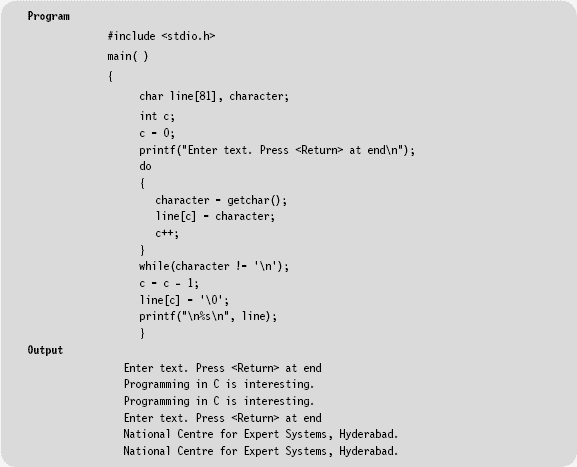 Program
#include <stdio.h>
main( )
{
char line[81], character;
int c;
c = 0;
printf("Enter text. Press <Return> at end\n");
do
{
character = getchar();
line[c] = character;
c++;
}
while(character != '\n');
c = c = 1;
line[c] = '\0';
printf("\n%s\n", line);
}
Output
Enter text. Press <Return> at end
Programming in C is interesting.
Programming in C is interesting.
Enter text. Press <Return> at end
National Centre for Expert Systems, Hyderabad.
National Centre for Expert Systems, Hyderabad.